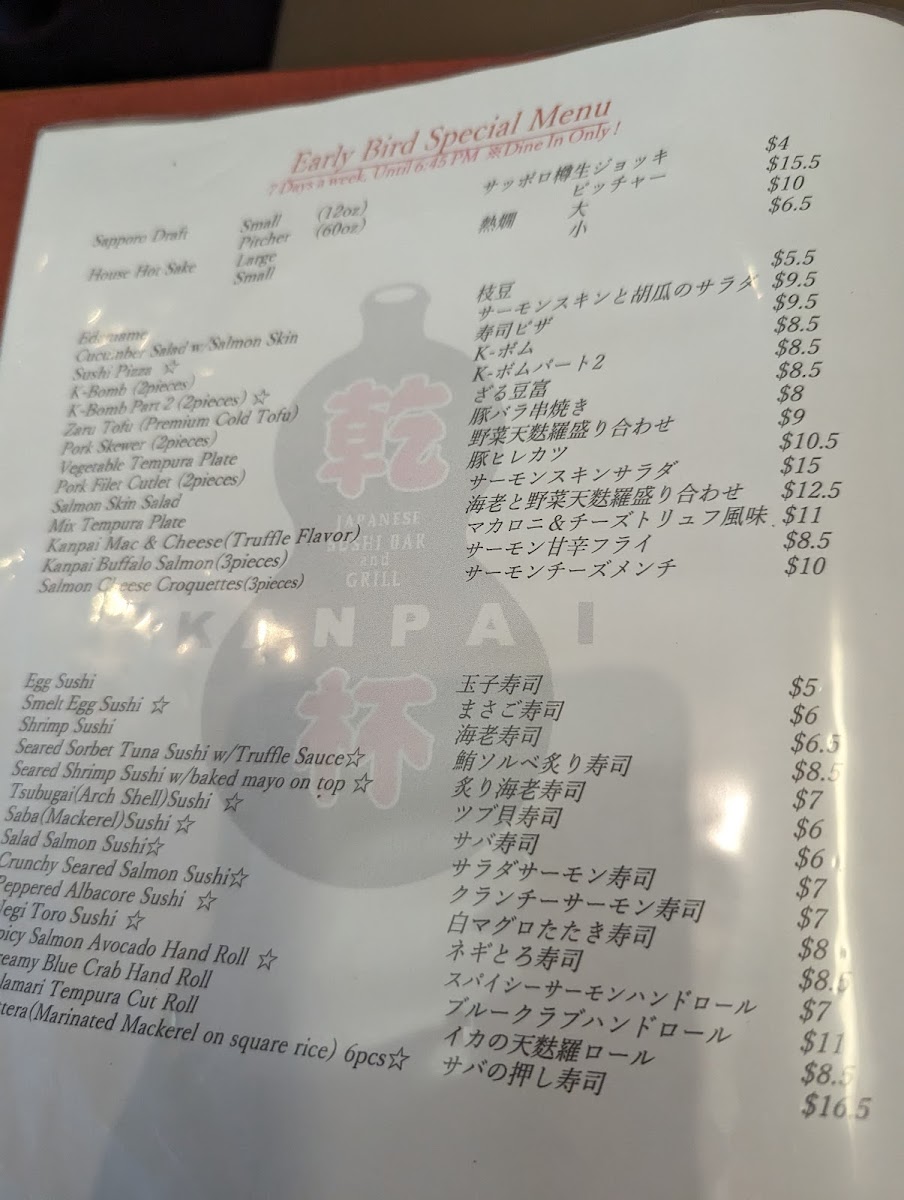 Early Bird Special Menu
7 Days a week, Until 6:45 PM ※Dine In Only !
Sapporo Draft Small (12oz) サッポロ樽生ジョッキ $4
Pitcher (60oz) ピッチャー $15.5
House Hot Sake Large 熱燗 大 $10
Small 小 $6.5
Edamame 枝豆 $5.5
Cucumber Salad w/Salmon Skin サーモンスキンと胡瓜のサラダ $9.5
Sushi Pizza ☆ 寿司ピザ $9.5
K-Bomb (2pieces) K-ボム $8.5
K-Bomb Part 2 (2pieces) ☆ K-ボムパート2 $8.5
Zaru Tofu (Premium Cold Tofu) ざる豆富 $8.5
Pork Skewer (2pieces) 豚バラ串焼き $8
Vegetable Tempura Plate 野菜天麩羅盛り合わせ $9
Pork Filet Cutlet (2pieces) 豚ヒレカツ $10.5
Salmon Skin Salad サーモンスキンサラダ $15
Mix Tempura Plate 海老と野菜天麩羅盛り合わせ $12.5
Kanpai Mac & Cheese(Truffle Flavor) マカロニ＆チーズトリュフ風味 $11
Kanpai Buffalo Salmon(3pieces) サーモン甘辛フライ $8.5
Salmon Cheese Croquettes(3pieces) サーモンチーズメンチ $10
乾
JAPANESE
SUSHI BAR
and
GRILL
KANPAI
杯
Egg Sushi 玉子寿司 $5
Smelt Egg Sushi ☆ まさご寿司 $6
Shrimp Sushi 海老寿司 $6.5
Seared Sorbet Tuna Sushi w/Truffle Sauce☆ 鮪ソルベ炙り寿司 $8.5
Seared Shrimp Sushi w/baked mayo on top ☆ 炙り海老寿司 $7
Tsubugai(Arch Shell)Sushi ☆ ツブ貝寿司 $6
Saba(Mackerel)Sushi ☆ サバ寿司 $6
Salad Salmon Sushi☆ サラダサーモン寿司 $7
Crunchy Seared Salmon Sushi☆ クランチーサーモン寿司 $7
Peppered Albacore Sushi ☆ 白マグロたたき寿司 $8
Negi Toro Sushi ☆ ネギとろ寿司 $8.5
picy Salmon Avocado Hand Roll ☆ スパイシーサーモンハンドロール $7
reamy Blue Crab Hand Roll ブルークラブハンドロール $11
lamari Tempura Cut Roll イカの天麩羅ロール $8.5
ttera(Marinated Mackerel on square rice) 6pcs☆ サバの押し寿司 $16.5